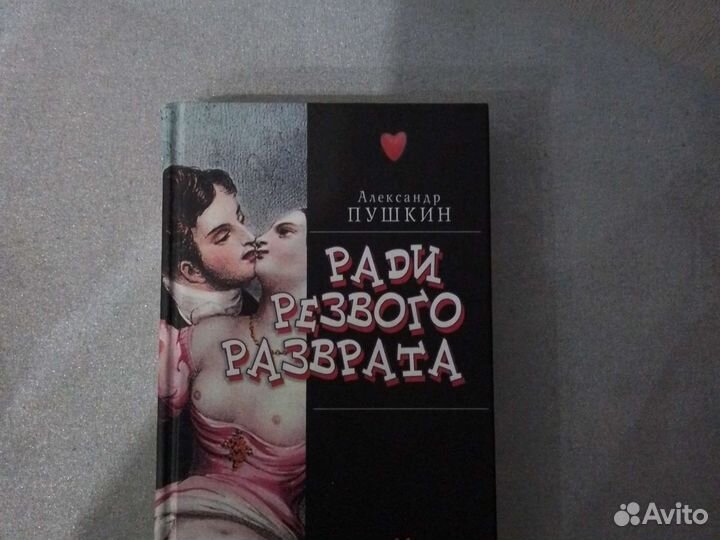 Александр
ПУШКИН
РАДИ
РЕЗВОГО
РАЗВРАТА
Avito